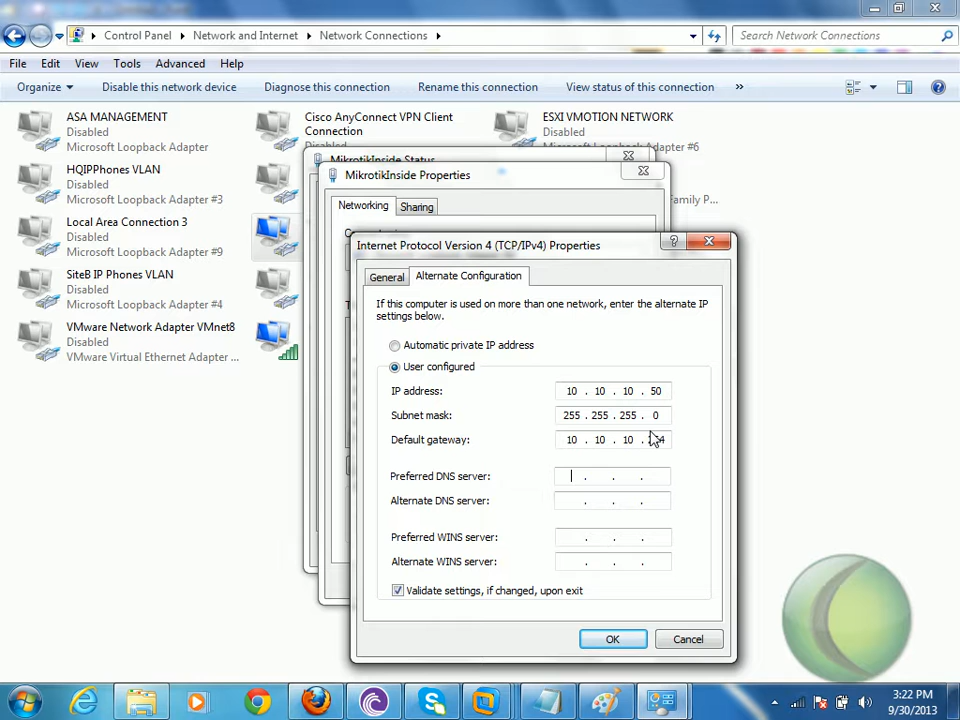 Control Panel
Network and Internet
Network Connections
Search Network Connections
File Edit View Tools Advanced Help
Organize Disable this network device Diagnose this connection Rename this connection View status of this connection »
ASA MANAGEMENT
Disabled
Microsoft Loopback Adapter
Cisco AnyConnect VPN Client
Connection
Disabled
ESXI VMOTION NETWORK
Disabled
Microsoft Loopback Adapter #6
HQIPPhones VLAN
Disabled
Microsoft Loopback Adapter #3
Family P...
Local Area Connection 3
Disabled
Microsoft Loopback Adapter #9
SiteB IP Phones VLAN
Disabled
Microsoft Loopback Adapter #4
VMware Network Adapter VMnet8
Disabled
VMware Virtual Ethernet Adapter ...
MikrotikInside Status
MikrotikInside Properties
Networking Sharing
Internet Protocol Version 4 (TCP/IPv4) Properties
General Alternate Configuration
If this computer is used on more than one network, enter the alternate IP
settings below.
Automatic private IP address
User configured
IP address: 10 . 10 . 10 . 50
Subnet mask: 255 . 255 . 255 . 0
Default gateway: 10 . 10 . 10 .
Preferred DNS server: . . .
Alternate DNS server: . . .
Preferred WINS server: . . .
Alternate WINS server: . . .
Validate settings, if changed, upon exit
OK Cancel
3:22 PM
9/30/2013